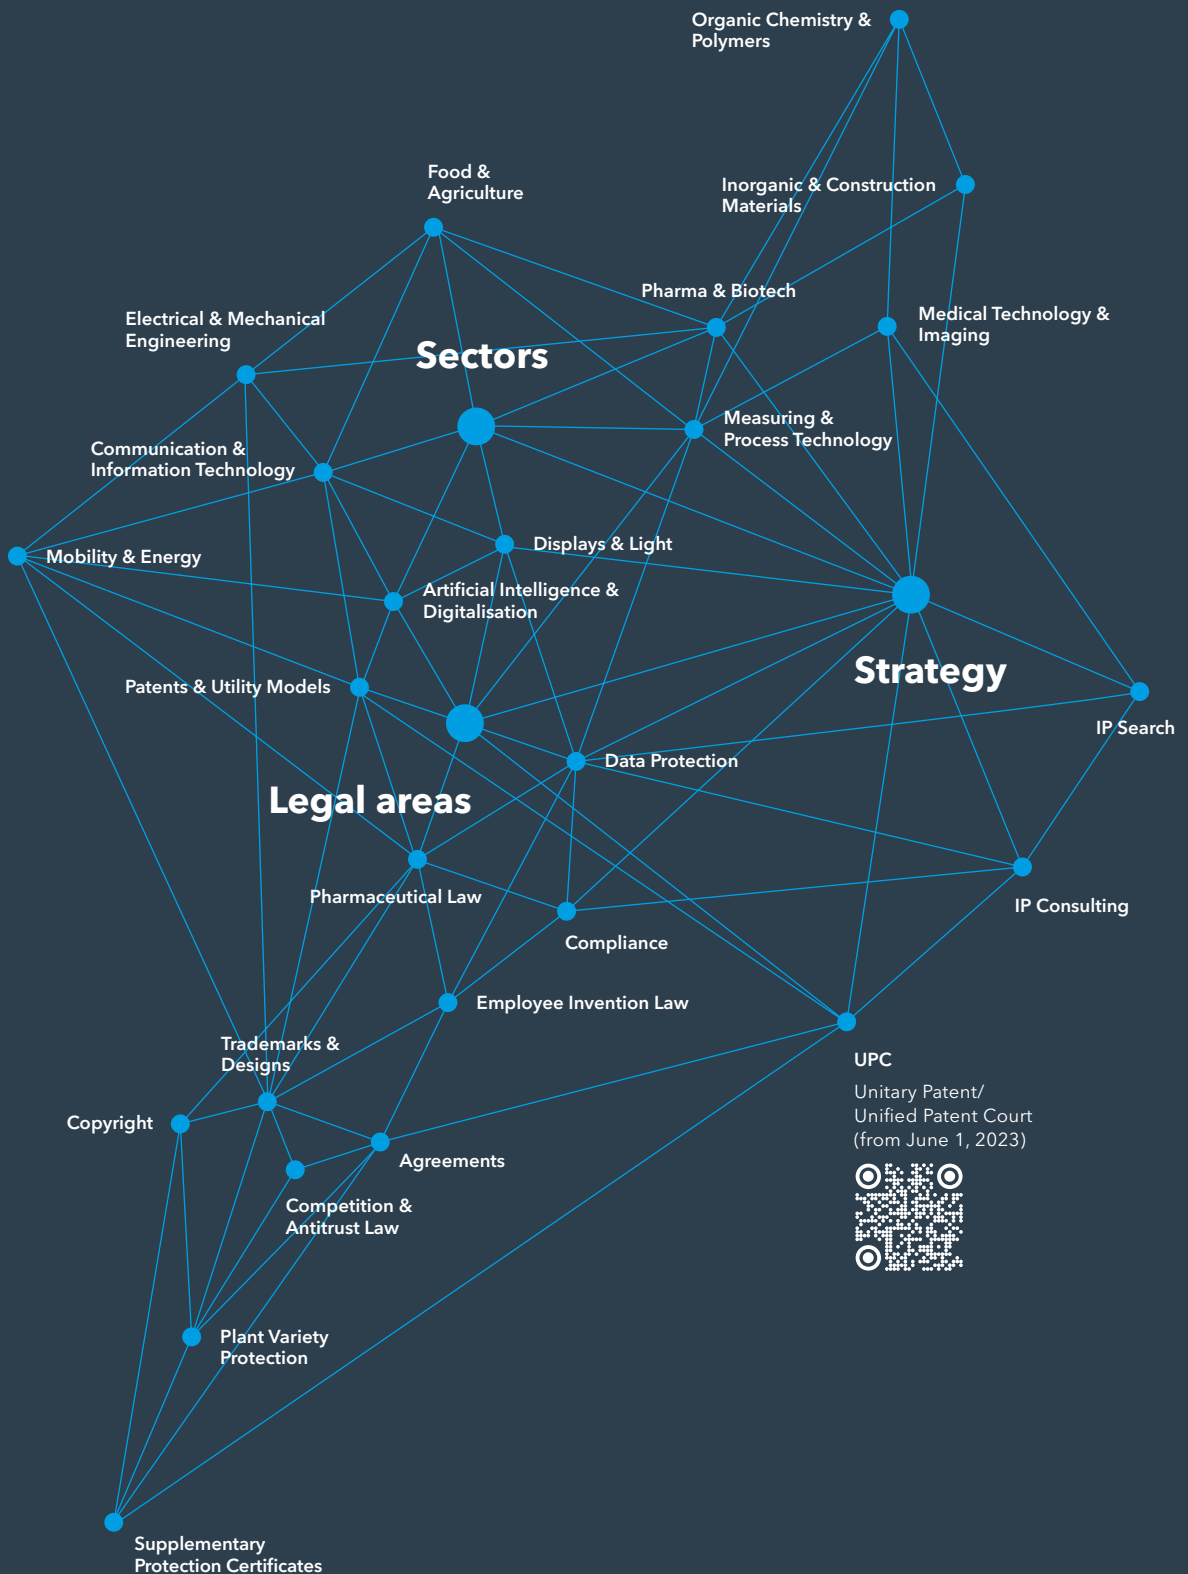 Organic Chemistry &
Polymers
Food &
Agriculture
Inorganic & Construction
Materials
Pharma & Biotech
Electrical & Mechanical
Engineering
Medical Technology &
Imaging
Sectors
Measuring &
Process Technology
Communication &
Information Technology
Displays & Light
Mobility & Energy
Artificial Intelligence &
Digitalisation
Strategy
Patents & Utility Models
IP Search
Data Protection
Legal areas
Pharmaceutical Law
IP Consulting
Compliance
Employee Invention Law
Trademarks &
Designs
UPC
Unitary Patent/
Unified Patent Court
(from June 1, 2023)
Copyright
Agreements
Competition &
Antitrust Law
Plant Variety
Protection
Supplementary
Protection Certificates